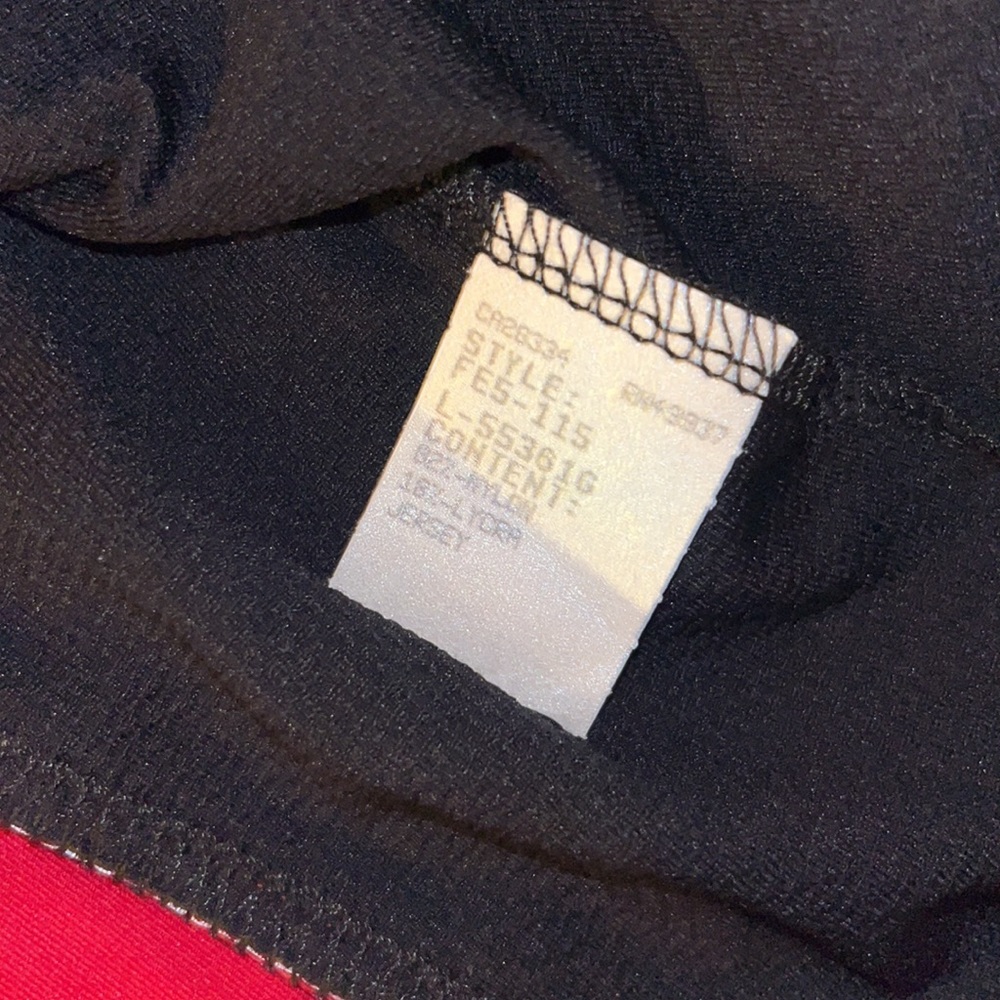 CA28334 RN43937
STYLE:
FE5-115
L-55361G
CONTENT:
82%-NYLON
18%-LYCRA
JERSEY